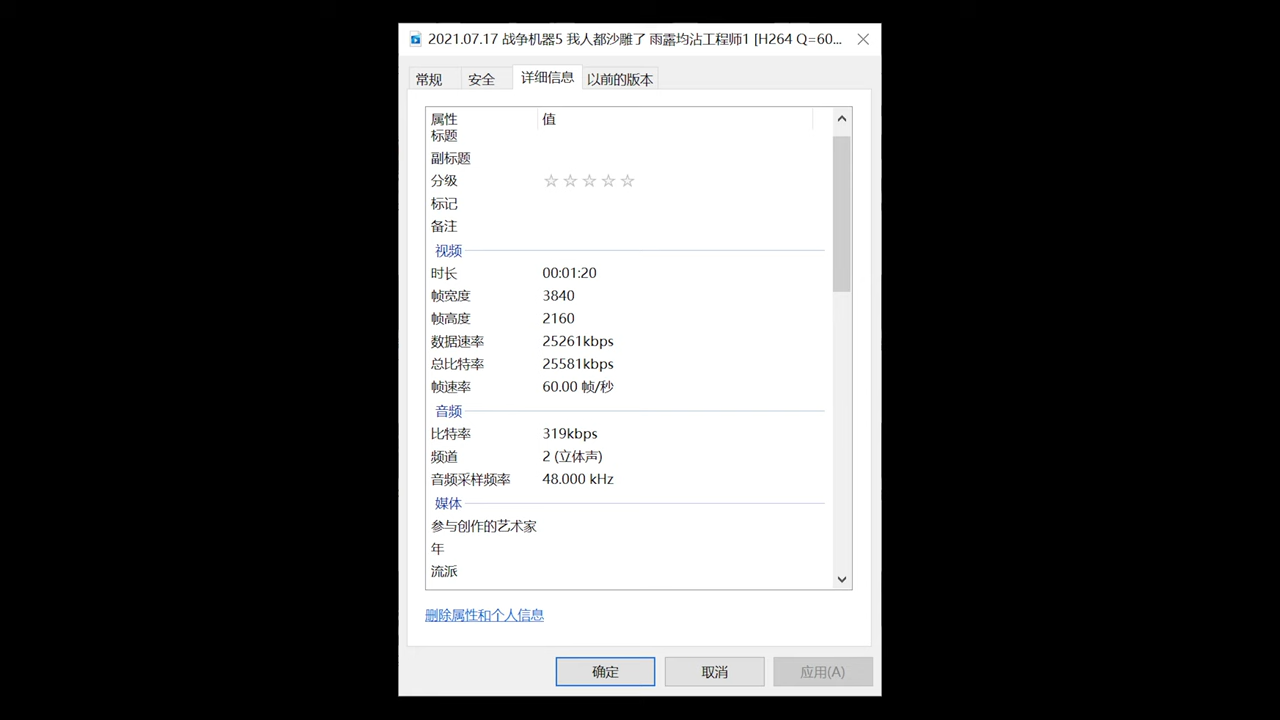 2021.07.17 战争机器5 我人都沙雕了 雨露均沾工程师1 [H264 Q=60...
常规 安全 详细信息 以前的版本
属性 值
标题
副标题
分级 ☆☆☆☆☆
标记
备注
视频
时长 00:01:20
帧宽度 3840
帧高度 2160
数据速率 25261kbps
总比特率 25581kbps
帧速率 60.00 帧/秒
音频
比特率 319kbps
频道 2 (立体声)
音频采样频率 48.000 kHz
媒体
参与创作的艺术家
年
流派
删除属性和个人信息
确定 取消 应用(A)